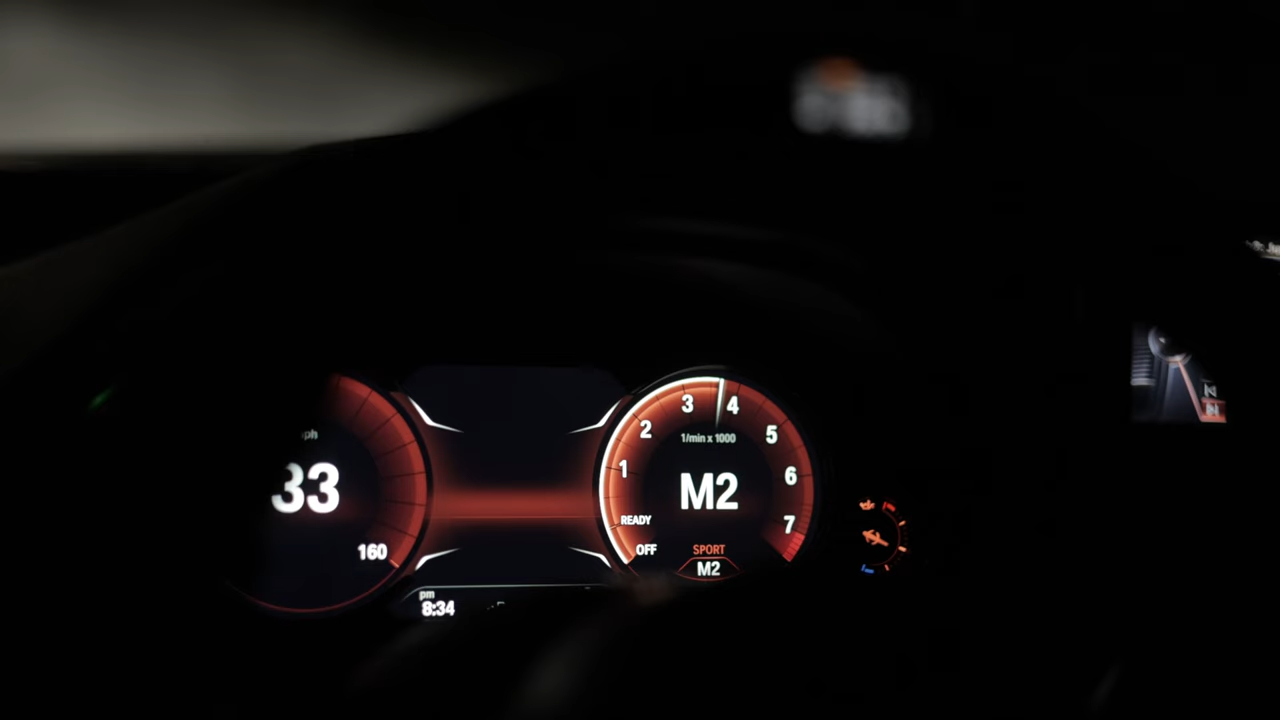 ph
33
160
pm
8:34
1
2
3
4
5
6
7
1/min x 1000
M2
READY
OFF
SPORT
M2